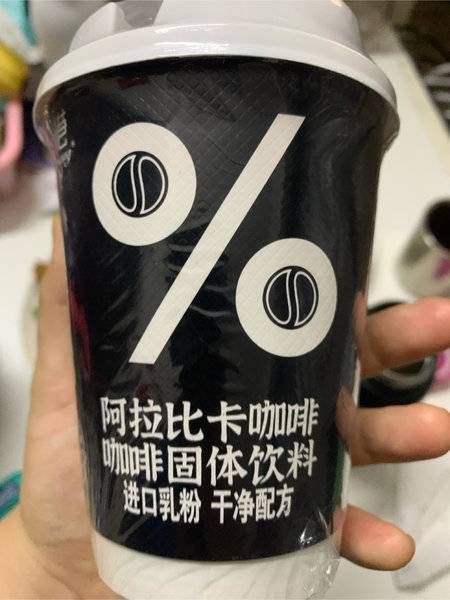 %
阿拉比卡咖啡
咖啡固体饮料
进口乳粉 干净配方